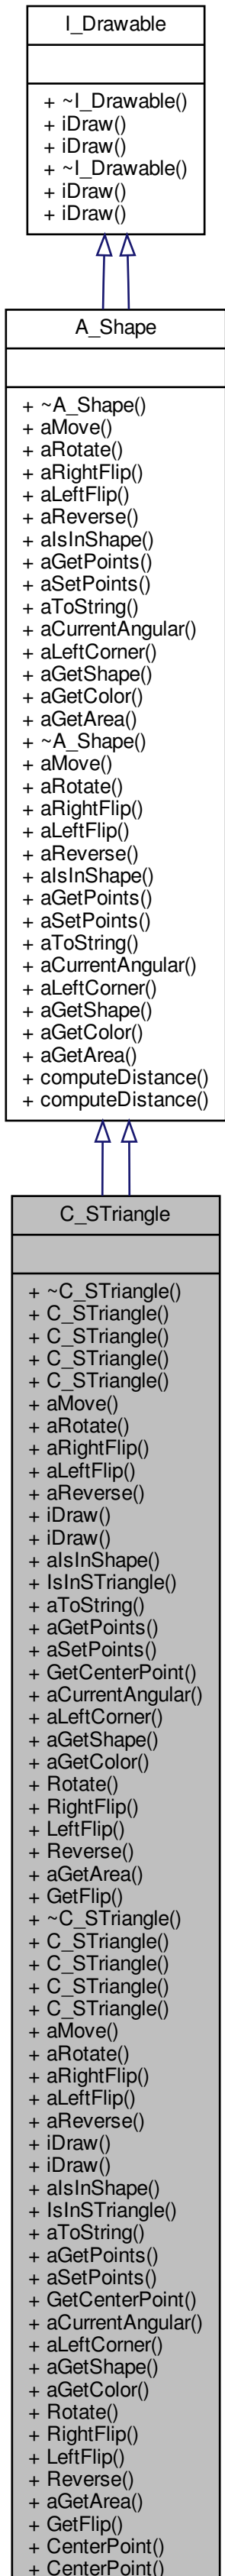 I_Drawable
+ ~I_Drawable()
+ iDraw()
+ iDraw()
+ ~I_Drawable()
+ iDraw()
+ iDraw()
A_Shape
+ ~A_Shape()
+ aMove()
+ aRotate()
+ aRightFlip()
+ aLeftFlip()
+ aReverse()
+ aIsInShape()
+ aGetPoints()
+ aSetPoints()
+ aToString()
+ aCurrentAngular()
+ aLeftCorner()
+ aGetShape()
+ aGetColor()
+ aGetArea()
+ ~A_Shape()
+ aMove()
+ aRotate()
+ aRightFlip()
+ aLeftFlip()
+ aReverse()
+ aIsInShape()
+ aGetPoints()
+ aSetPoints()
+ aToString()
+ aCurrentAngular()
+ aLeftCorner()
+ aGetShape()
+ aGetColor()
+ aGetArea()
+ computeDistance()
+ computeDistance()
C_STriangle
+ ~C_STriangle()
+ C_STriangle()
+ C_STriangle()
+ C_STriangle()
+ C_STriangle()
+ aMove()
+ aRotate()
+ aRightFlip()
+ aLeftFlip()
+ aReverse()
+ iDraw()
+ iDraw()
+ aIsInShape()
+ IsInSTriangle()
+ aToString()
+ aGetPoints()
+ aSetPoints()
+ GetCenterPoint()
+ aCurrentAngular()
+ aLeftCorner()
+ aGetShape()
+ aGetColor()
+ Rotate()
+ RightFlip()
+ LeftFlip()
+ Reverse()
+ aGetArea()
+ GetFlip()
+ ~C_STriangle()
+ C_STriangle()
+ C_STriangle()
+ C_STriangle()
+ C_STriangle()
+ aMove()
+ aRotate()
+ aRightFlip()
+ aLeftFlip()
+ aReverse()
+ iDraw()
+ iDraw()
+ aIsInShape()
+ IsInSTriangle()
+ aToString()
+ aGetPoints()
+ aSetPoints()
+ GetCenterPoint()
+ aCurrentAngular()
+ aLeftCorner()
+ aGetShape()
+ aGetColor()
+ Rotate()
+ RightFlip()
+ LeftFlip()
+ Reverse()
+ aGetArea()
+ GetFlip()
+ CenterPoint()
+ CenterPoint()